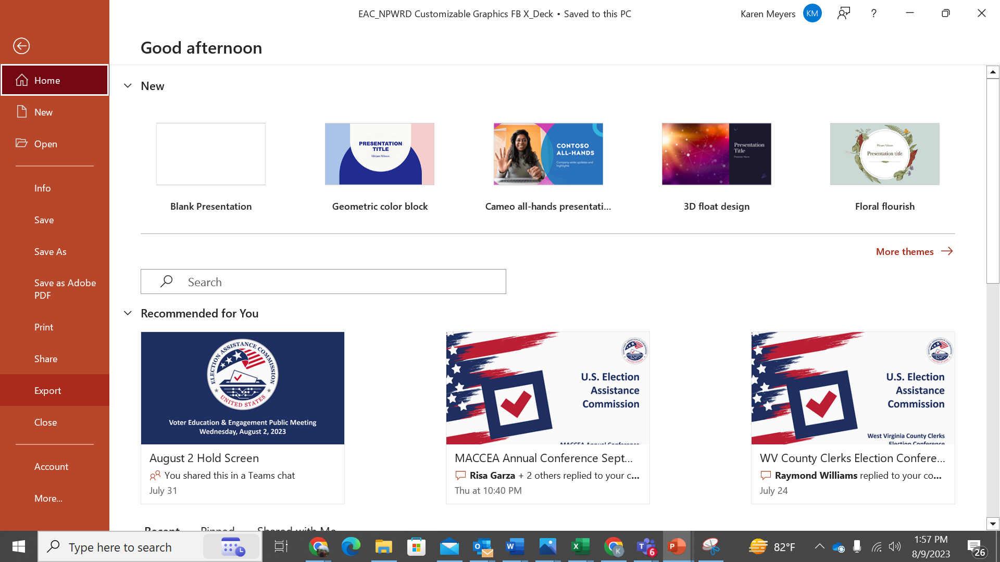 EAC_NPWRD Customizable Graphics FB X_Deck • Saved to this PC
Karen Meyers
KM
?
Good afternoon
Home
New
Open
Info
Save
Save As
Save as Adobe
PDF
Print
Share
Export
Close
Account
More...
New
PRESENTATION
TITLE
Mirjam Nilsson
CONTOSO
ALL-HANDS
Company-wide updates and
highlights
Presentation
Title
Presenter Name
Mirjam Nilsson
Presentation title
Blank Presentation
Geometric color block
Cameo all-hands presentati...
3D float design
Floral flourish
More themes
Search
Recommended for You
ELECTION ASSISTANCE COMMISSION
UNITED STATES
Voter Education & Engagement Public Meeting
Wednesday, August 2, 2023
August 2 Hold Screen
You shared this in a Teams chat
July 31
U.S. Election
Assistance
Commission
MACCEA Annual Conference
MACCEA Annual Conference Sept...
Risa Garza + 2 others replied to your c...
Thu at 10:40 PM
U.S. Election
Assistance
Commission
West Virginia County Clerks
Election Conference
WV County Clerks Election Confere...
Raymond Williams replied to your co...
July 24
Recent
Pinned
Shared with Me
Type here to search
K
6
82°F
1:57 PM
8/9/2023
26